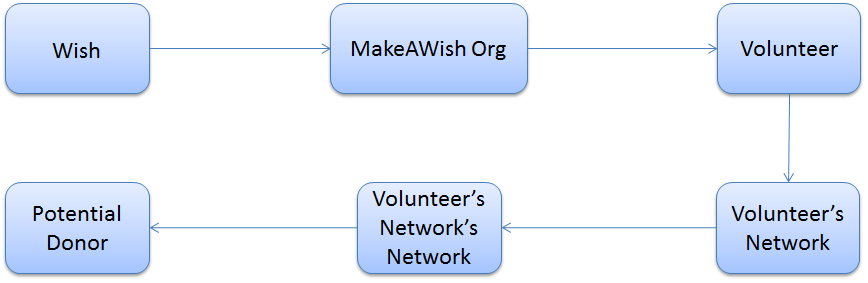 Wish
MakeAWish Org
Volunteer
Potential
Donor
Volunteer’s
Network’s
Network
Volunteer’s
Network